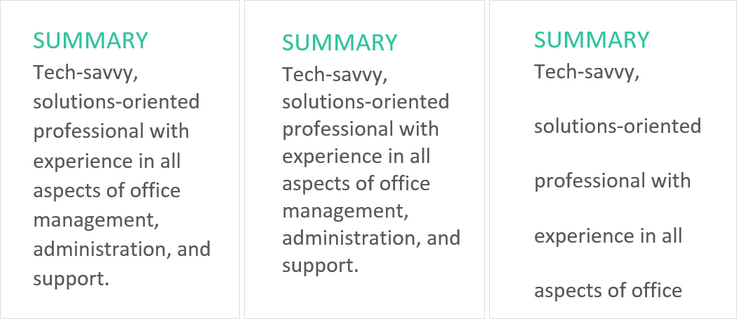 SUMMARY
Tech-savvy,
solutions-oriented
professional with
experience in all
aspects of office
management,
administration, and
support.
SUMMARY
Tech-savvy,
solutions-oriented
professional with
experience in all
aspects of office
management,
administration, and
support.
SUMMARY
Tech-savvy,
solutions-oriented
professional with
experience in all
aspects of office